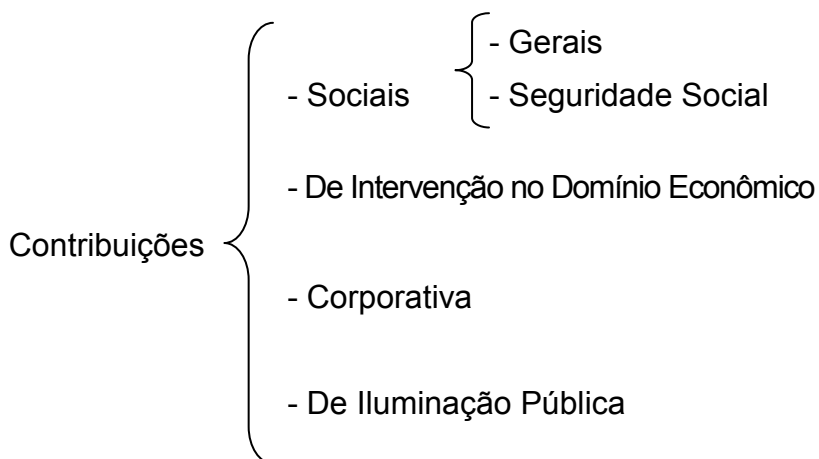 - Gerais
- Sociais
- Seguridade Social
- De Intervenção no Domínio Econômico
Contribuições
- Corporativa
- De Iluminação Pública